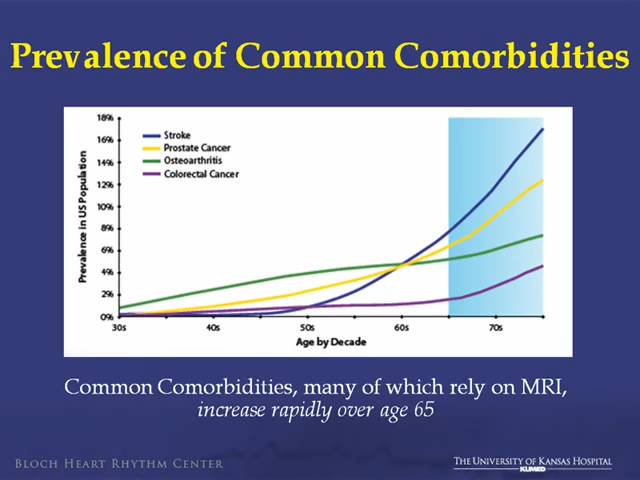 Prevalence of Common Comorbidities
Prevalence in US Population
18%
16%
14%
12%
10%
8%
6%
4%
2%
0%
Stroke
Prostate Cancer
Osteoarthritis
Colorectal Cancer
30s 40s 50s 60s 70s
Age by Decade
Common Comorbidities, many of which rely on MRI,
increase rapidly over age 65
BLOCH HEART RHYTHM CENTER
THE UNIVERSITY OF KANSAS HOSPITAL
KUMED